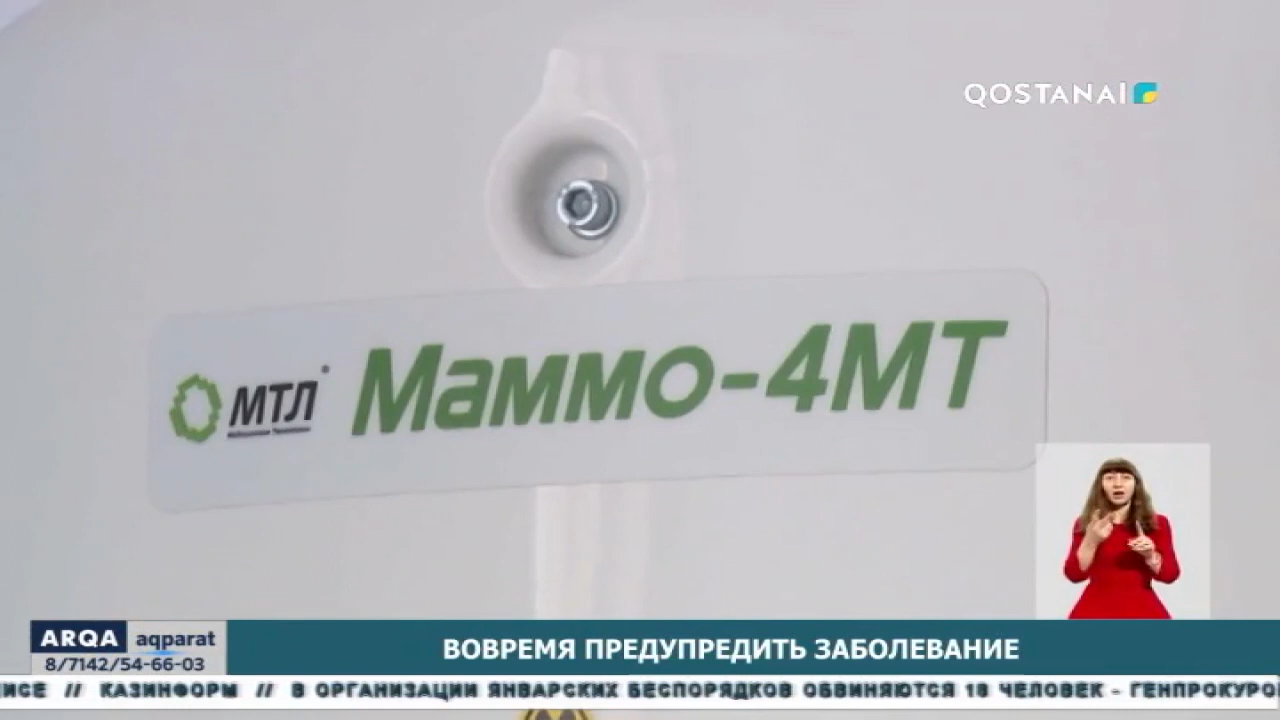 QOSTANAI
МТЛ
Маммо-4МТ
ARQA aqparat
8/7142/54-66-03
ВОВРЕМЯ ПРЕДУПРЕДИТЬ ЗАБОЛЕВАНИЕ
// КАЗИНФОРМ // В ОРГАНИЗАЦИИ ЯНВАРСКИХ БЕСПОРЯДКОВ ОБВИНЯЮТСЯ 18 ЧЕЛОВЕК -